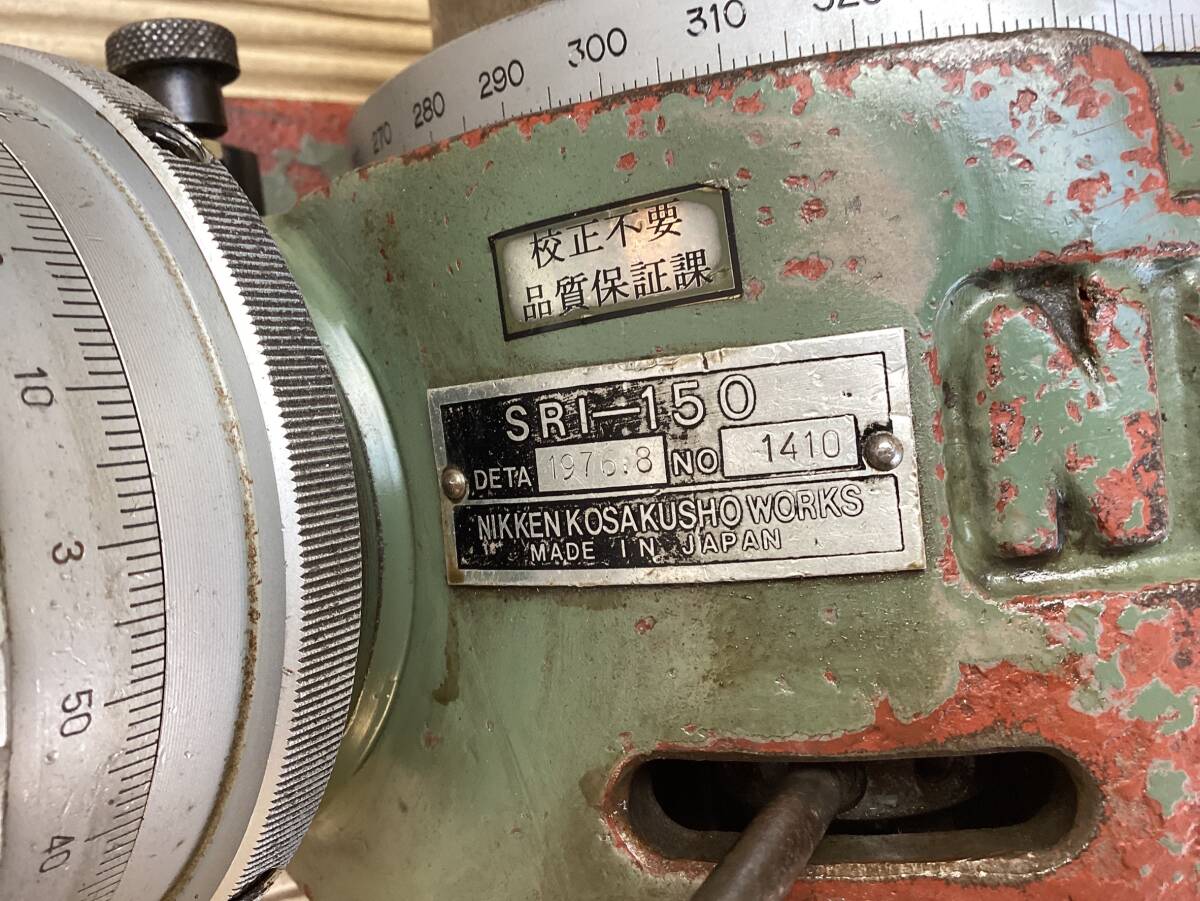 270 280 290 300 310 320
校正不要
品質保証課
SRI-150
DETA 1976.8 NO 1410
NIKKEN KOSAKUSHO WORKS
MADE IN JAPAN
10
3
50
40
N